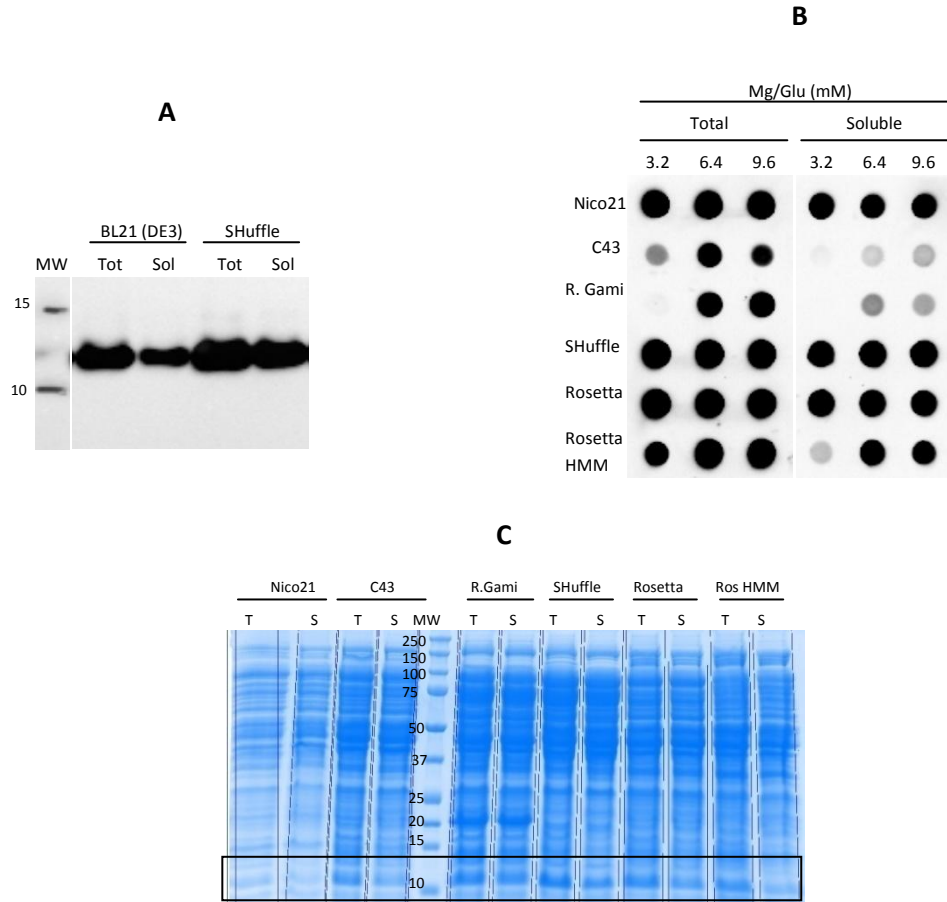 A
BL21 (DE3) SHuffle
MW Tot Sol Tot Sol
15
10
B
Mg/Glu (mM)
Total Soluble
3.2 6.4 9.6 3.2 6.4 9.6
Nico21
C43
R. Gami
SHuffle
Rosetta
Rosetta
HMM
C
Nico21 C43 R.Gami SHuffle Rosetta Ros HMM
T S T S MW T S T S T S T S
250
150
100
75
50
37
25
20
15
10